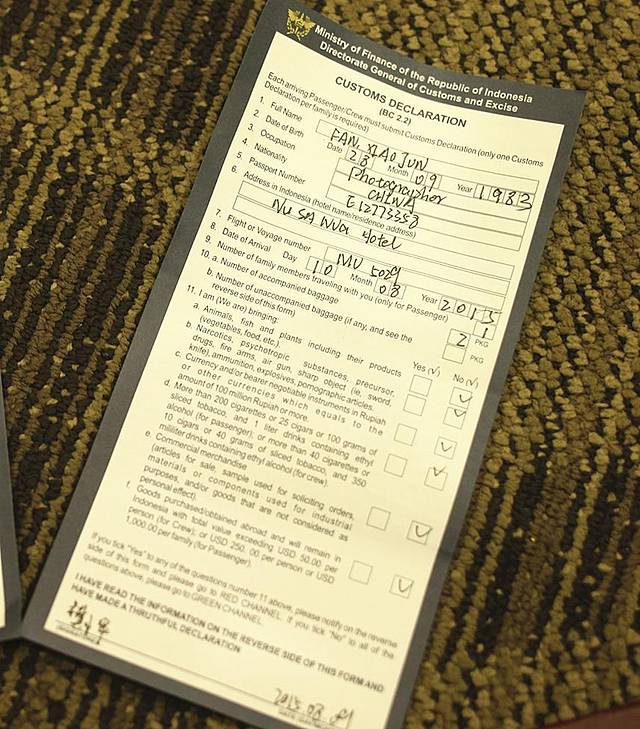 Ministry of Finance of the Republic of Indonesia
Directorate General of Customs and Excise
CUSTOMS DECLARATION
(BC 2.2)
Each arriving Passenger/Crew must submit Customs Declaration (only one Customs
Declaration per family is required)
1. Full Name FAN XIAOJUN
2. Date of Birth Date 28 Month 09 Year 1983
3. Occupation Photographer
4. Nationality CHINA
5. Passport Number E12773358
6. Address in Indonesia (hotel name/residence address)
Nusa Nua Hotel
7. Flight or Voyage number MU 5029
8. Date of Arrival Day 10 Month 08 Year 2015
9. Number of family members traveling with you (only for Passenger) 1
10. a. Number of accompanied baggage 2 PKG
b. Number of unaccompanied baggage (if any, and see the
reverse side of this form) PKG
11. I am (We are) bringing: Yes (√) No (√)
a. Animals, fish and plants including their products
(vegetables, food, etc.). √
b. Narcotics, psychotropic substances, precursor,
drugs, fire arms, air gun, sharp object (ie, sword,
knife), ammunition, explosives, pornographic articles. √
c. Currency and/or bearer negotiable instruments in Rupiah
or other currencies which equals to the
amount of 100 million Rupiah or more. √
d. More than 200 cigarettes or 25 cigars or 100 grams of
sliced tobacco, and 1 liter drinks containing ethyl
alcohol (for passenger); or more than 40 cigarettes or
10 cigars or 40 grams of sliced tobacco, and 350
milliliter drinks containing ethyl alcohol (for crew). √
e. Commercial merchandise
(articles for sale, sample used for soliciting orders,
materials or components used for industrial
purposes, and/or goods that are not considered as
personal effect). √
f. Goods purchased/obtained abroad and will remain in
Indonesia with total value exceeding USD 50.00 per
person (for Crew); or USD 250.00 per person or USD
1,000.00 per family (for Passenger). √
If you tick "Yes" to any of the questions number 11 above, please notify on the reverse
side of this form and please go to RED CHANNEL. If you tick "No" to all of the
questions above, please go to GREEN CHANNEL.
I HAVE READ THE INFORMATION ON THE REVERSE SIDE OF THIS FORM AND
HAVE MADE A THRUTHFUL DECLARATION
2015.08.09